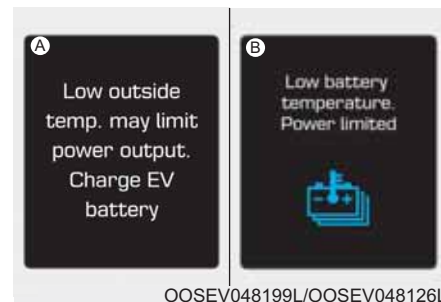 A
Low outside
temp. may limit
power output.
Charge EV
battery
B
Low battery
temperature.
Power limited
OOSEV048199L/OOSEV048126L